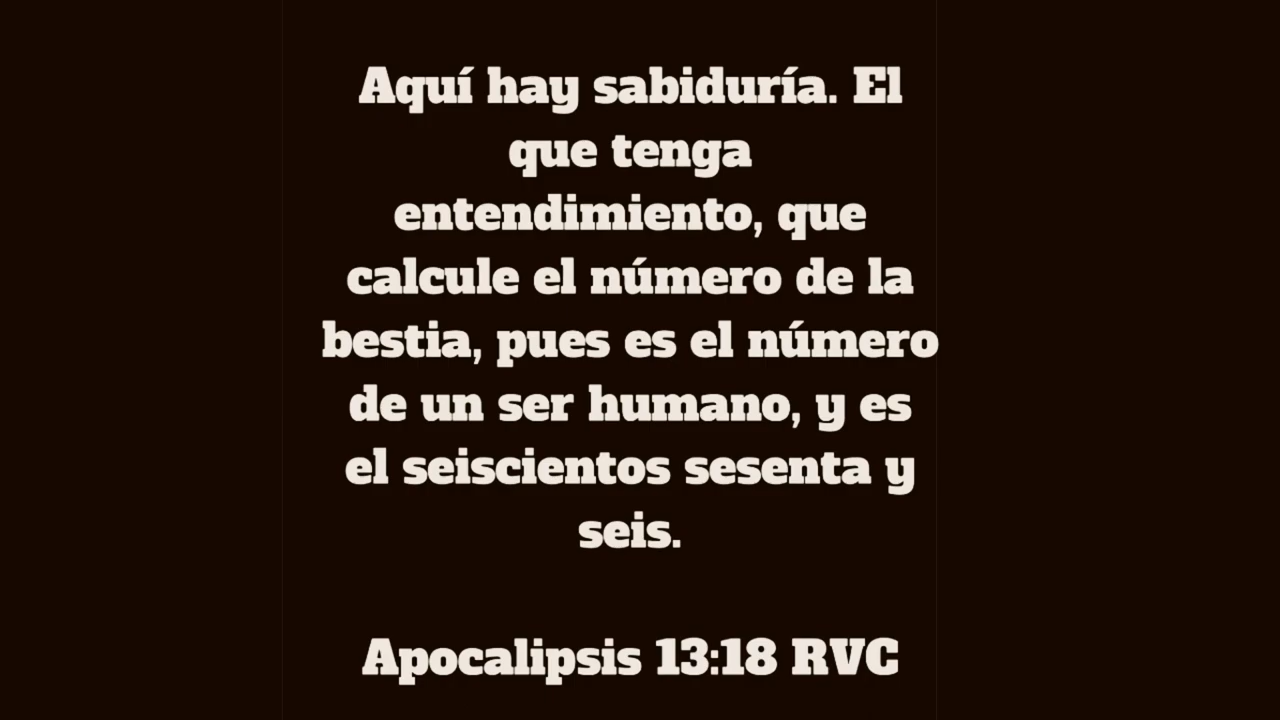 Aquí hay sabiduría. El
que tenga
entendimiento, que
calcule el número de la
bestia, pues es el número
de un ser humano, y es
el seiscientos sesenta y
seis.
Apocalipsis 13:18 RVC